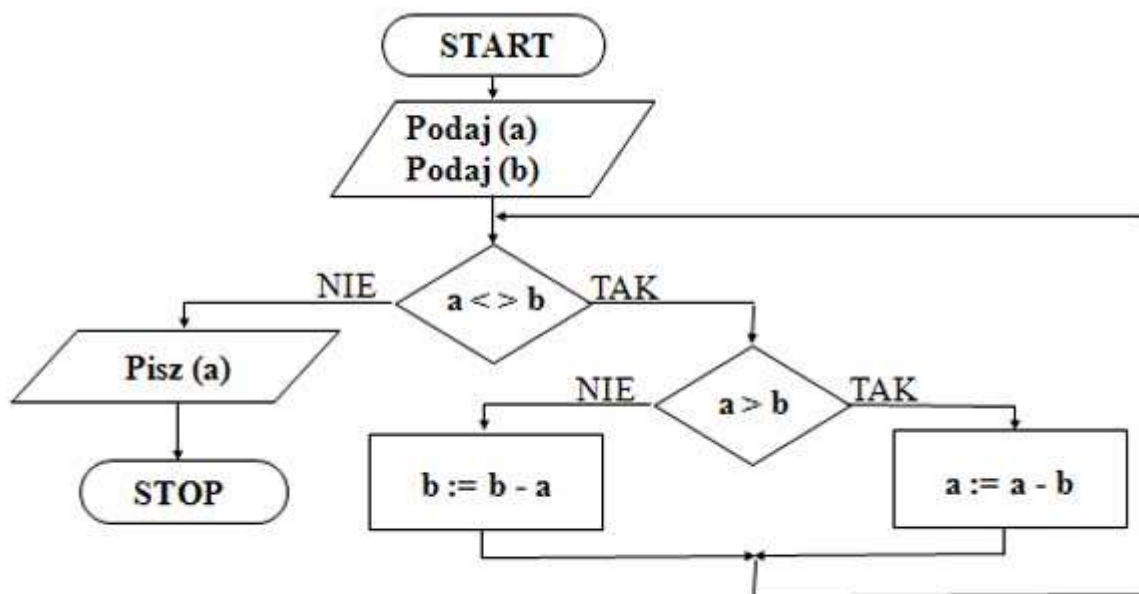 START
Podaj (a)
Podaj (b)
NIE
a < > b
TAK
Pisz (a)
NIE
a > b
TAK
STOP
b := b - a
a := a - b